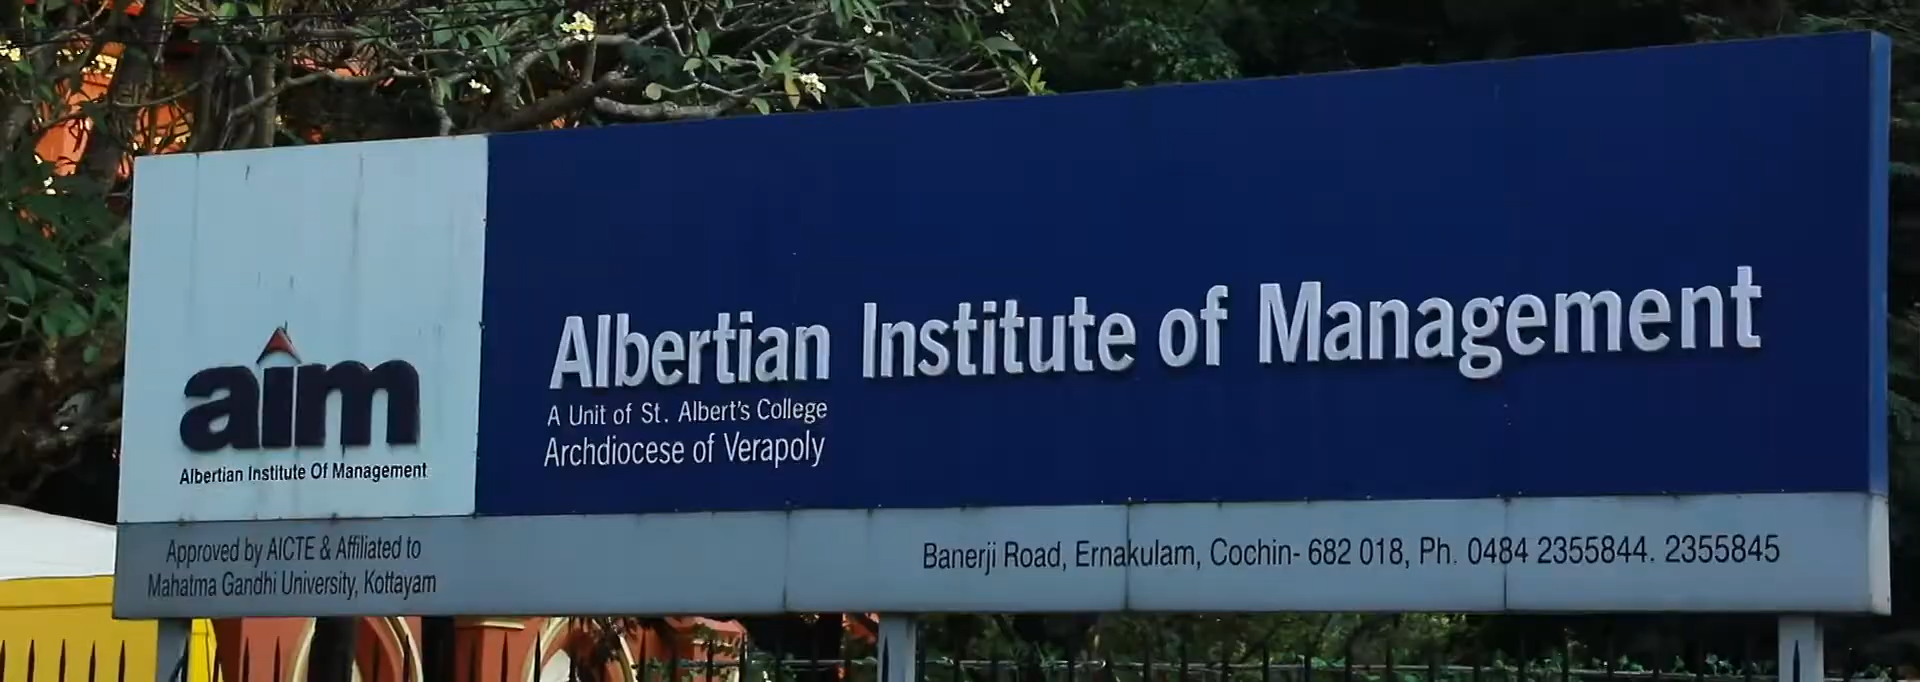 aim
Albertian Institute Of Management
Albertian Institute of Management
A Unit of St. Albert's College
Archdiocese of Verapoly
Approved by AICTE & Affiliated to
Mahatma Gandhi University, Kottayam
Banerji Road, Ernakulam, Cochin- 682 018, Ph. 0484 2355844. 2355845